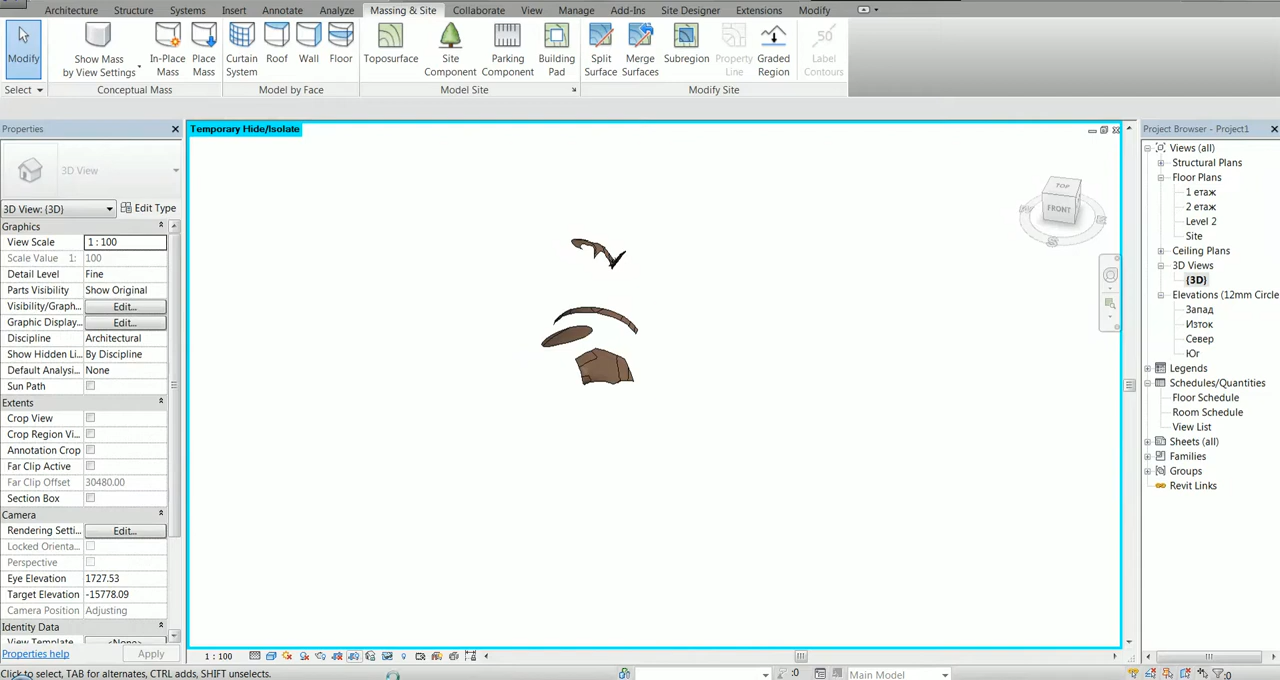 Architecture Structure Systems Insert Annotate Analyze Massing & Site Collaborate View Manage Add-Ins Site Designer Extensions Modify
Modify
Show Mass
by View Settings
In-Place
Mass
Place
Mass
Curtain
System
Roof
Wall
Floor
Toposurface
Site
Component
Parking
Component
Building
Pad
Split
Surface
Merge
Surfaces
Subregion
Property
Line
Graded
Region
50
Label
Contours
Select
Conceptual Mass
Model by Face
Model Site
Modify Site
Properties
3D View
3D View: {3D}
Edit Type
Graphics
View Scale 1 : 100
Scale Value 1: 100
Detail Level Fine
Parts Visibility Show Original
Visibility/Graph... Edit...
Graphic Display... Edit...
Discipline Architectural
Show Hidden Li... By Discipline
Default Analysi... None
Sun Path
Extents
Crop View
Crop Region Vi...
Annotation Crop
Far Clip Active
Far Clip Offset 30480.00
Section Box
Camera
Rendering Setti... Edit...
Locked Orienta...
Perspective
Eye Elevation 1727.53
Target Elevation -15778.09
Camera Position Adjusting
Identity Data
View Template <None>
Properties help
Apply
Temporary Hide/Isolate
TOP
FRONT
Project Browser - Project1
Views (all)
Structural Plans
Floor Plans
1 етаж
2 етаж
Level 2
Site
Ceiling Plans
3D Views
{3D}
Elevations (12mm Circle
Запад
Изток
Север
Юг
Legends
Schedules/Quantities
Floor Schedule
Room Schedule
View List
Sheets (all)
Families
Groups
Revit Links
1 : 100
Click to select, TAB for alternates, CTRL adds, SHIFT unselects.
:0
Main Model
:0